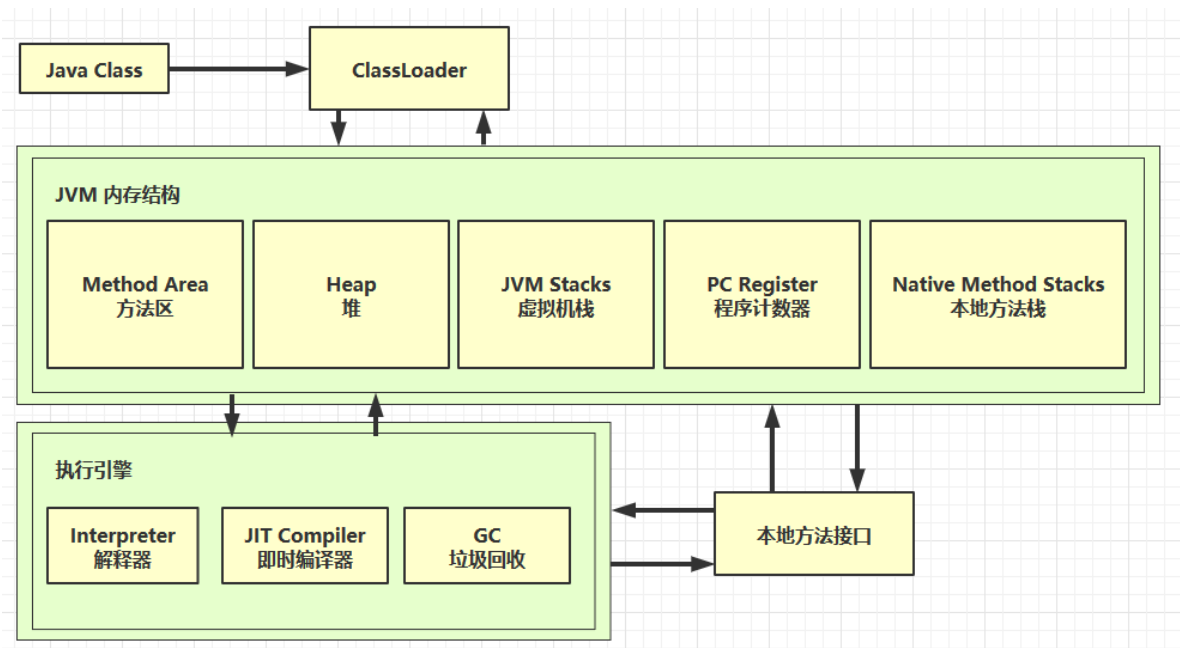 Java Class
ClassLoader
JVM 内存结构
Method Area
方法区
Heap
堆
JVM Stacks
虚拟机栈
PC Register
程序计数器
Native Method Stacks
本地方法栈
执行引擎
Interpreter
解释器
JIT Compiler
即时编译器
GC
垃圾回收
本地方法接口